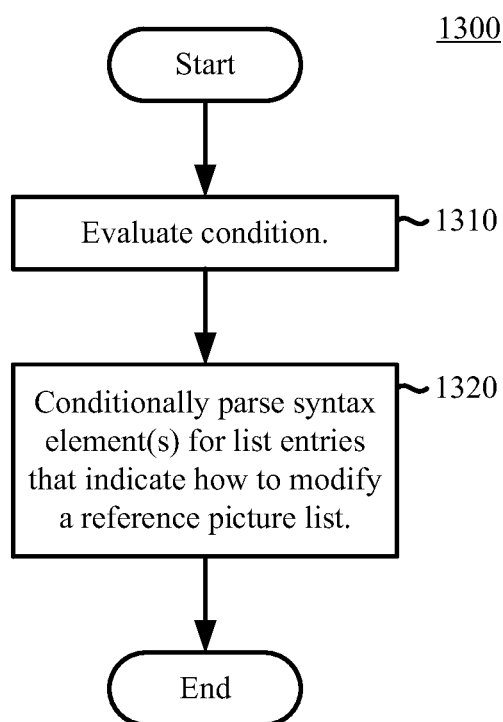 1300
Start
Evaluate condition.
1310
Conditionally parse syntax
element(s) for list entries
that indicate how to modify
a reference picture list.
1320
End